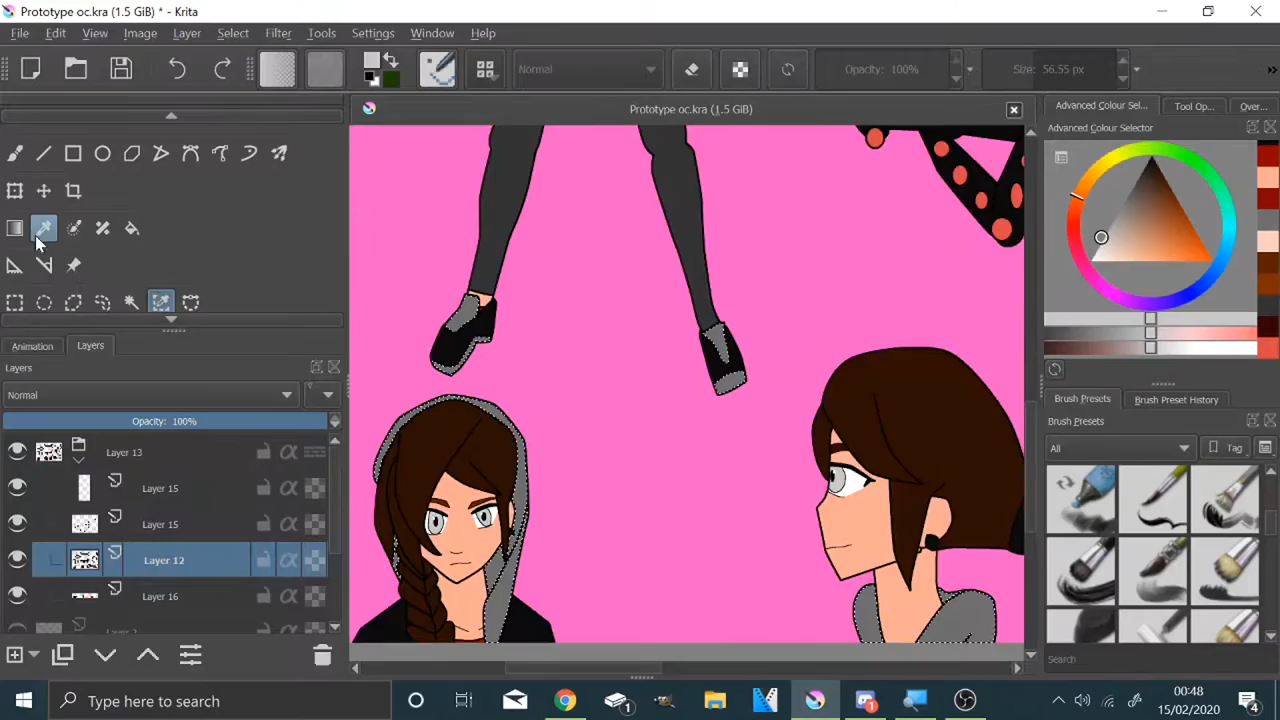 Prototype oc.kra (1.5 GiB) * - Krita
File Edit View Image Layer Select Filter Tools Settings Window Help
Normal Opacity: 100% Size: 56.55 px »
Prototype oc.kra (1.5 GiB)
Advanced Colour Sel... Tool Op... Over...
Advanced Colour Selector
Animation Layers
Layers
Normal
Opacity: 100%
Layer 13
Layer 15
Layer 15
Layer 12
Layer 16
Brush Presets Brush Preset History
Brush Presets
All Tag
Search
Type here to search
1
1
00:48
15/02/2020
4